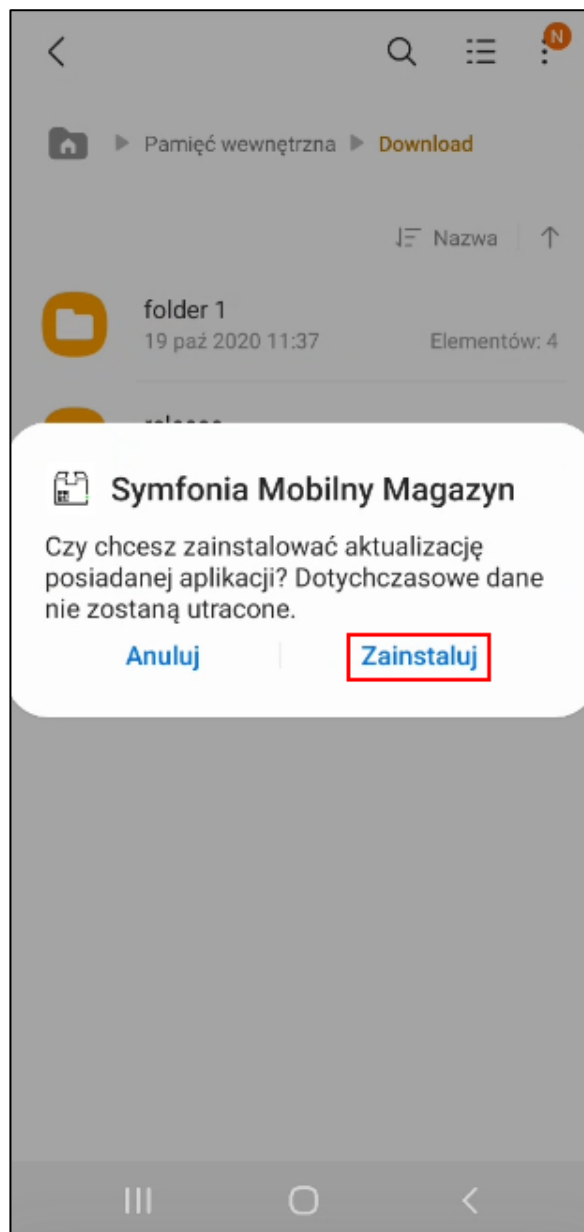 N
Pamięć wewnętrzna Download
Nazwa
folder 1
19 paź 2020 11:37 Elementów: 4
Symfonia Mobilny Magazyn
Czy chcesz zainstalować aktualizację
posiadanej aplikacji? Dotychczasowe dane
nie zostaną utracone.
Anuluj Zainstaluj